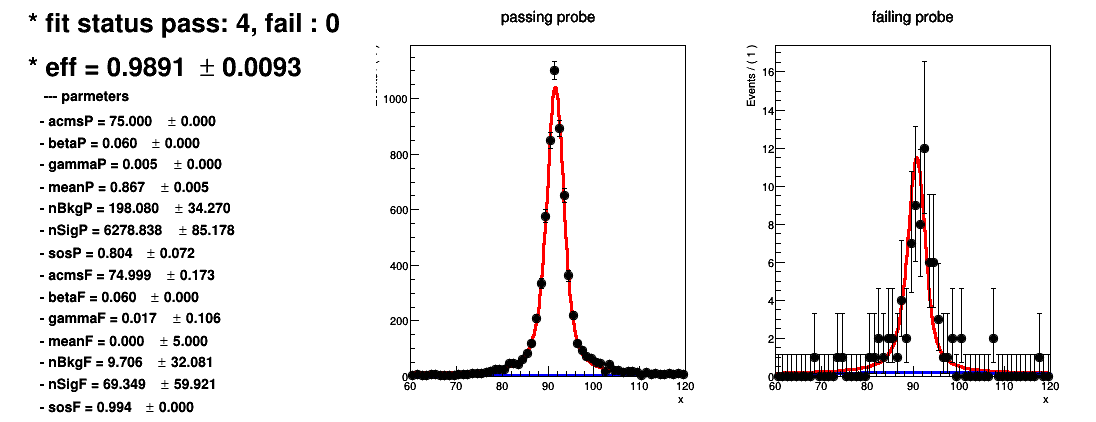 * fit status pass: 4, fail : 0
* eff = 0.9891 ± 0.0093
--- parmeters
- acmsP = 75.000 ± 0.000
- betaP = 0.060 ± 0.000
- gammaP = 0.005 ± 0.000
- meanP = 0.867 ± 0.005
- nBkgP = 198.080 ± 34.270
- nSigP = 6278.838 ± 85.178
- sosP = 0.804 ± 0.072
- acmsF = 74.999 ± 0.173
- betaF = 0.060 ± 0.000
- gammaF = 0.017 ± 0.106
- meanF = 0.000 ± 5.000
- nBkgF = 9.706 ± 32.081
- nSigF = 69.349 ± 59.921
- sosF = 0.994 ± 0.000
passing probe
1000
800
600
400
200
0
60 70 80 90 100 110 120
x
failing probe
Events / ( 1 )
16
14
12
10
8
6
4
2
0
60 70 80 90 100 110 120
x